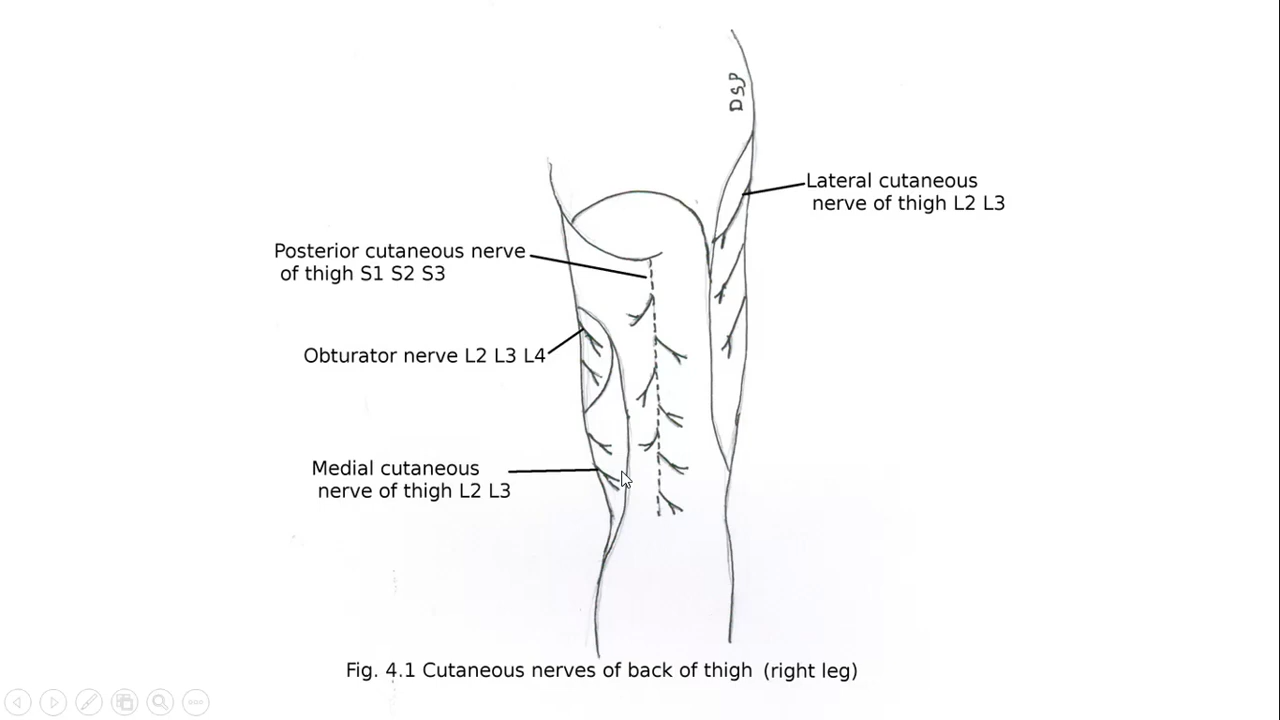 DSP
Lateral cutaneous
nerve of thigh L2 L3
Posterior cutaneous nerve
of thigh S1 S2 S3
Obturator nerve L2 L3 L4
Medial cutaneous
nerve of thigh L2 L3
Fig. 4.1 Cutaneous nerves of back of thigh (right leg)